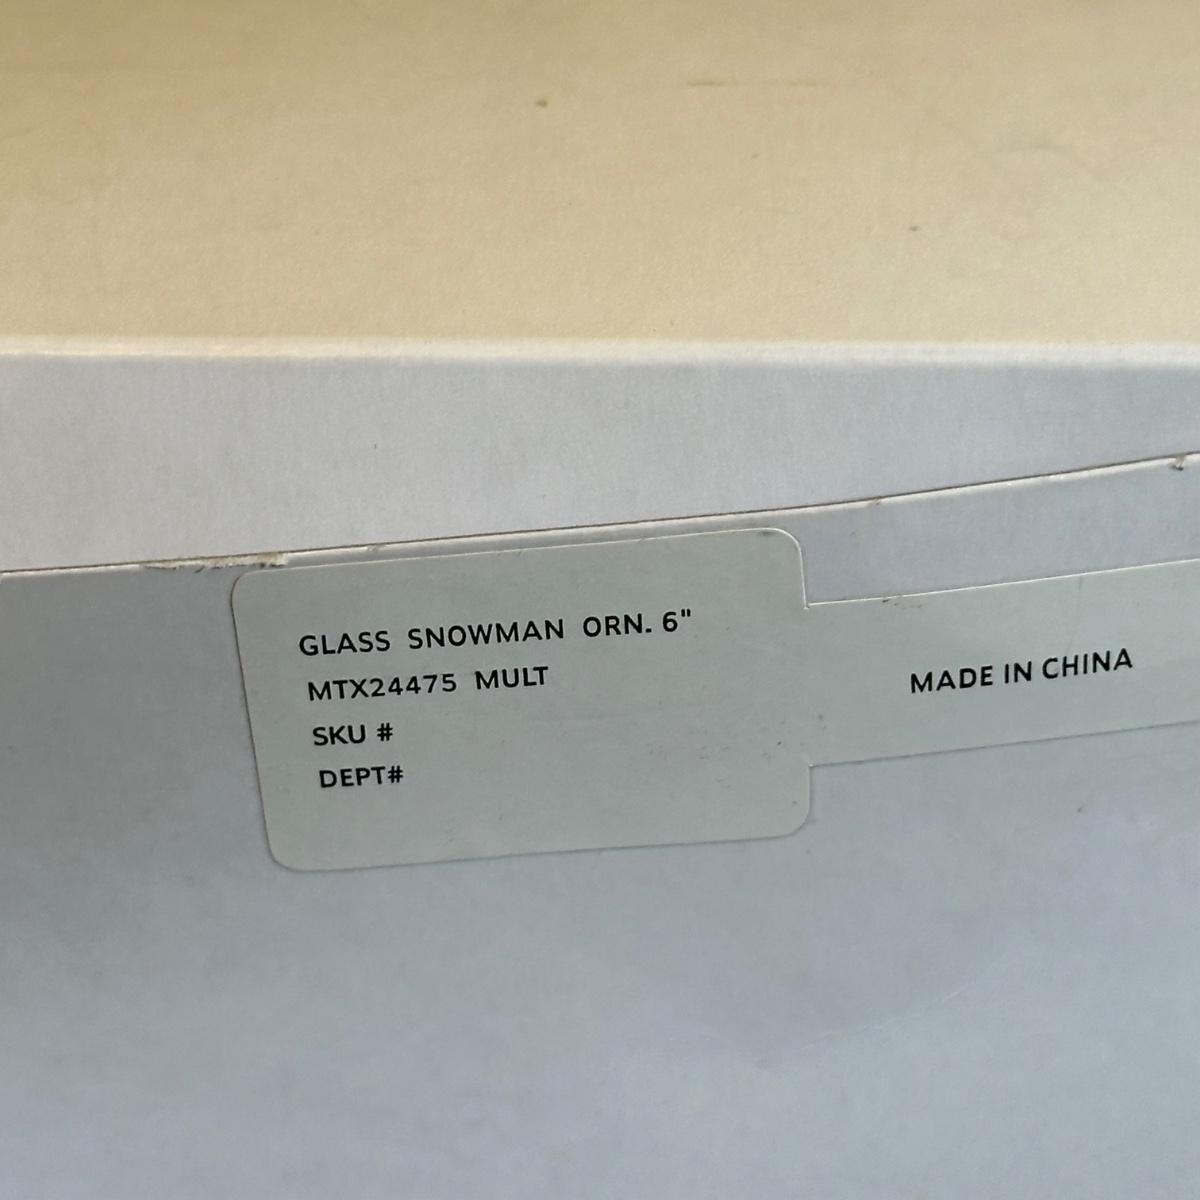 GLASS SNOWMAN ORN. 6"
MTX24475 MULT
SKU #
DEPT#
MADE IN CHINA